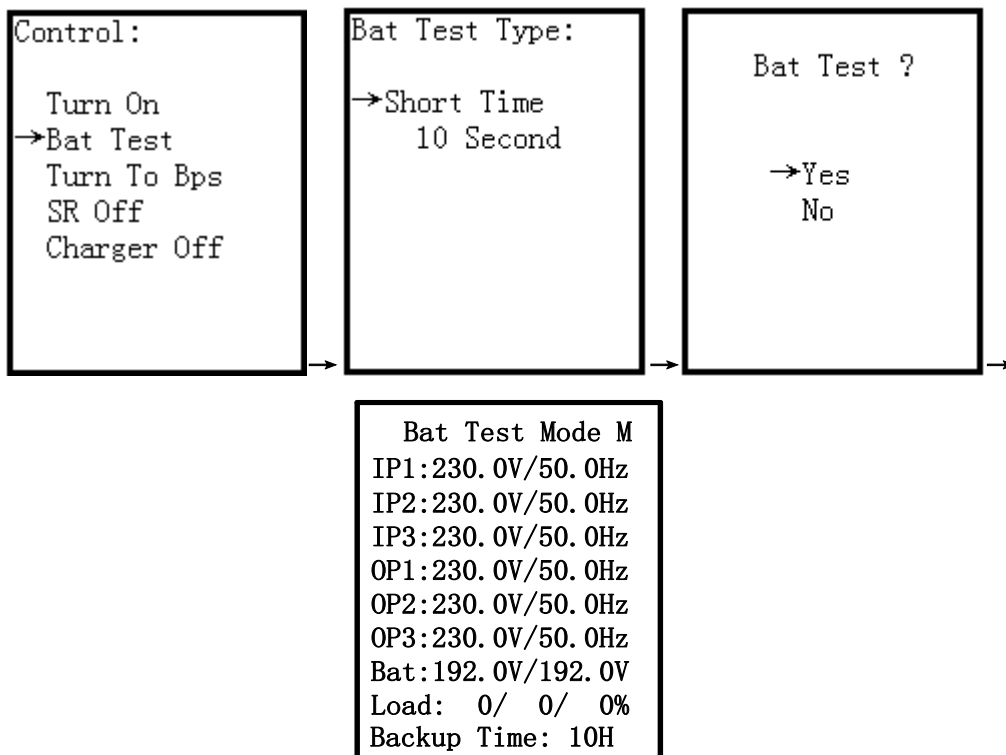 Control:
Turn On
→Bat Test
Turn To Bps
SR Off
Charger Off
Bat Test Type:
→Short Time
10 Second
Bat Test ?
→Yes
No
Bat Test Mode M
IP1:230.0V/50.0Hz
IP2:230.0V/50.0Hz
IP3:230.0V/50.0Hz
OP1:230.0V/50.0Hz
OP2:230.0V/50.0Hz
OP3:230.0V/50.0Hz
Bat:192.0V/192.0V
Load: 0/ 0/ 0%
Backup Time: 10H